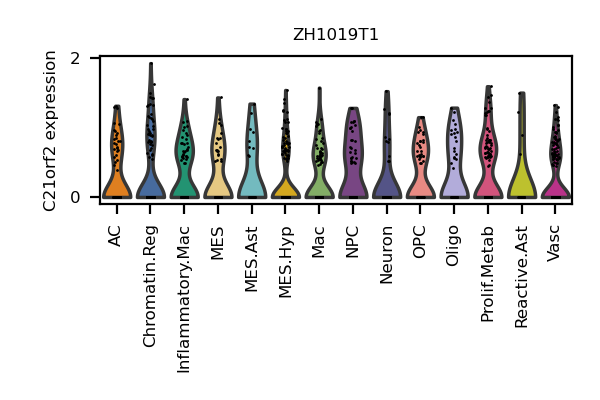 ZH1019T1
C21orf2 expression
2
0
AC
Chromatin.Reg
Inflammatory.Mac
MES
MES.Ast
MES.Hyp
Mac
NPC
Neuron
OPC
Oligo
Prolif.Metab
Reactive.Ast
Vasc